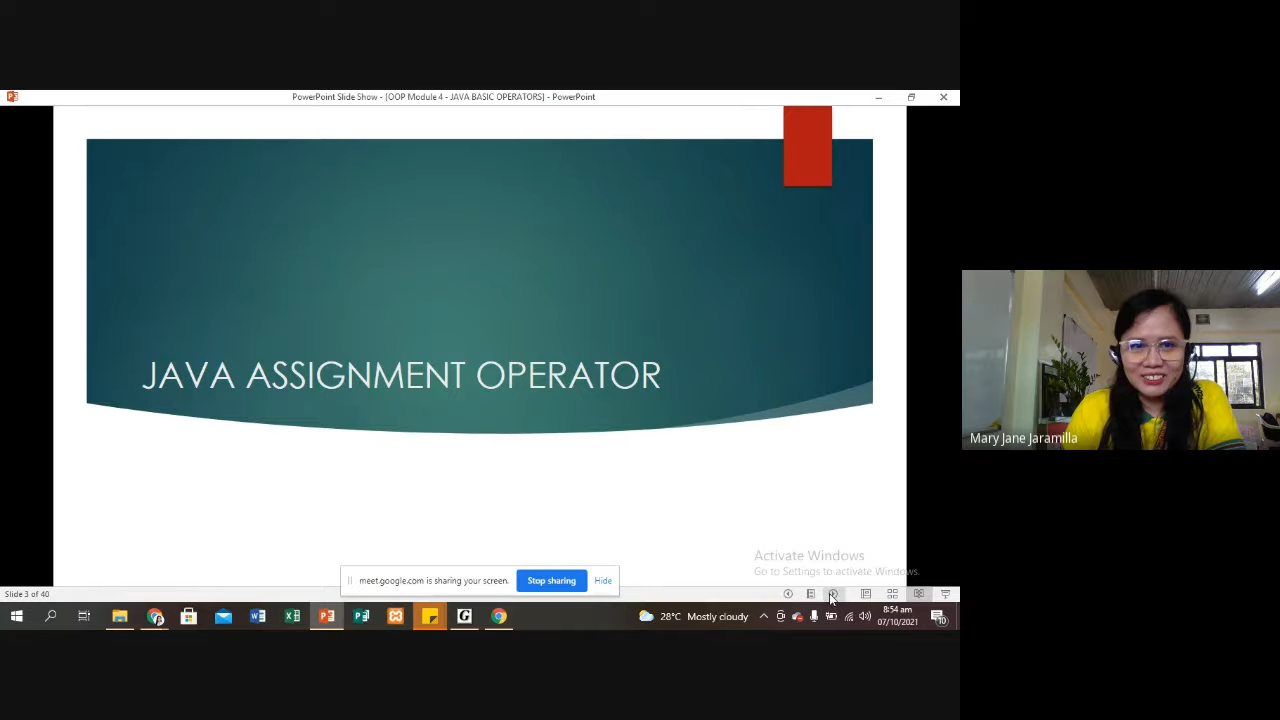 PowerPoint Slide Show - [OOP Module 4 - JAVA BASIC OPERATORS] - PowerPoint
JAVA ASSIGNMENT OPERATOR
Mary Jane Jaramilla
Activate Windows
Go to Settings to activate Windows.
meet.google.com is sharing your screen.
Stop sharing
Hide
Slide 3 of 40
28°C Mostly cloudy
8:54 am
07/10/2021
10